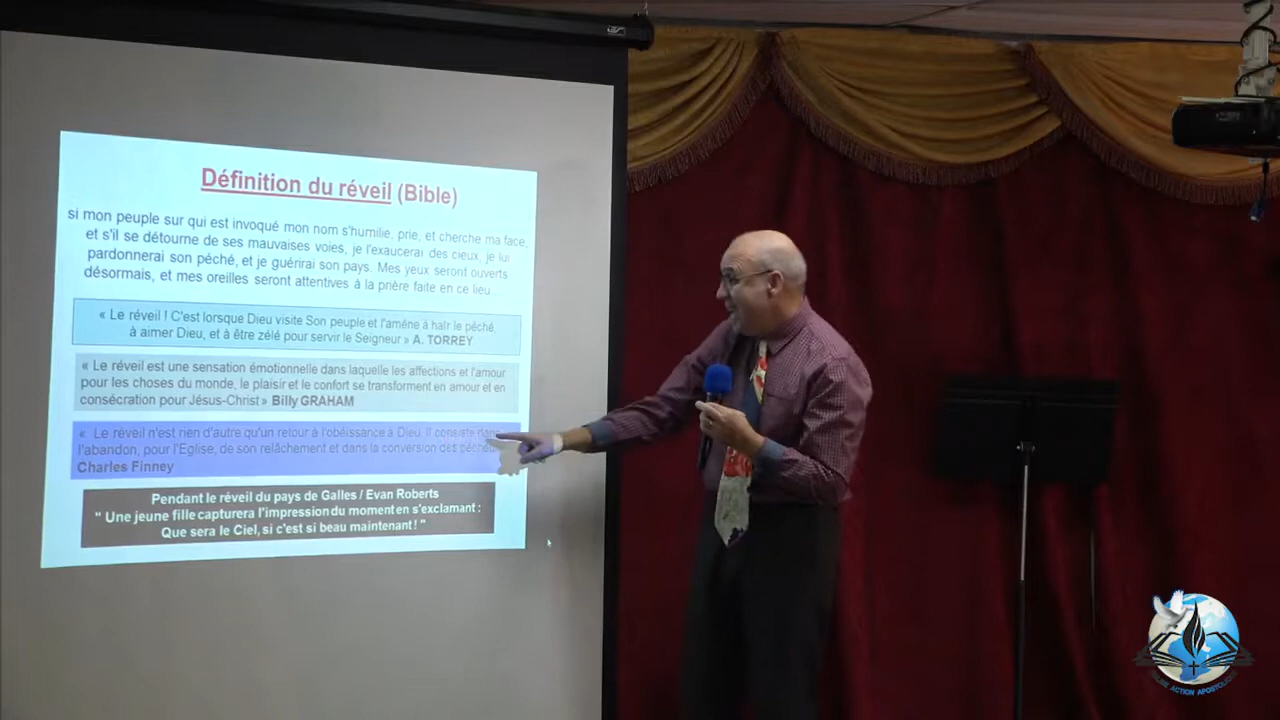 Définition du réveil (Bible)
si mon peuple sur qui est invoqué mon nom s'humilie, prie, et cherche ma face,
et s'il se détourne de ses mauvaises voies, je l'exaucerai des cieux, je lui
pardonnerai son péché, et je guérirai son pays. Mes yeux seront ouverts
désormais, et mes oreilles seront attentives à la prière faite en ce lieu
« Le réveil ! C'est lorsque Dieu visite Son peuple et l'amène à haïr le péché,
à aimer Dieu, et à être zélé pour servir le Seigneur » A. TORREY
« Le réveil est une sensation émotionnelle dans laquelle les affections et l'amour
pour les choses du monde, le plaisir et le confort se transforment en amour et en
consécration pour Jésus-Christ » Billy GRAHAM
« Le réveil n'est rien d'autre qu'un retour à l'obéissance à Dieu. Il consiste dans
l'abandon, pour l'Eglise, de son relâchement et dans la conversion des
Charles Finney
Pendant le réveil du pays de Galles / Evan Roberts
" Une jeune fille capturera l'impression du moment en s'exclamant :
Que sera le Ciel, si c'est si beau maintenant ! "
ACTION